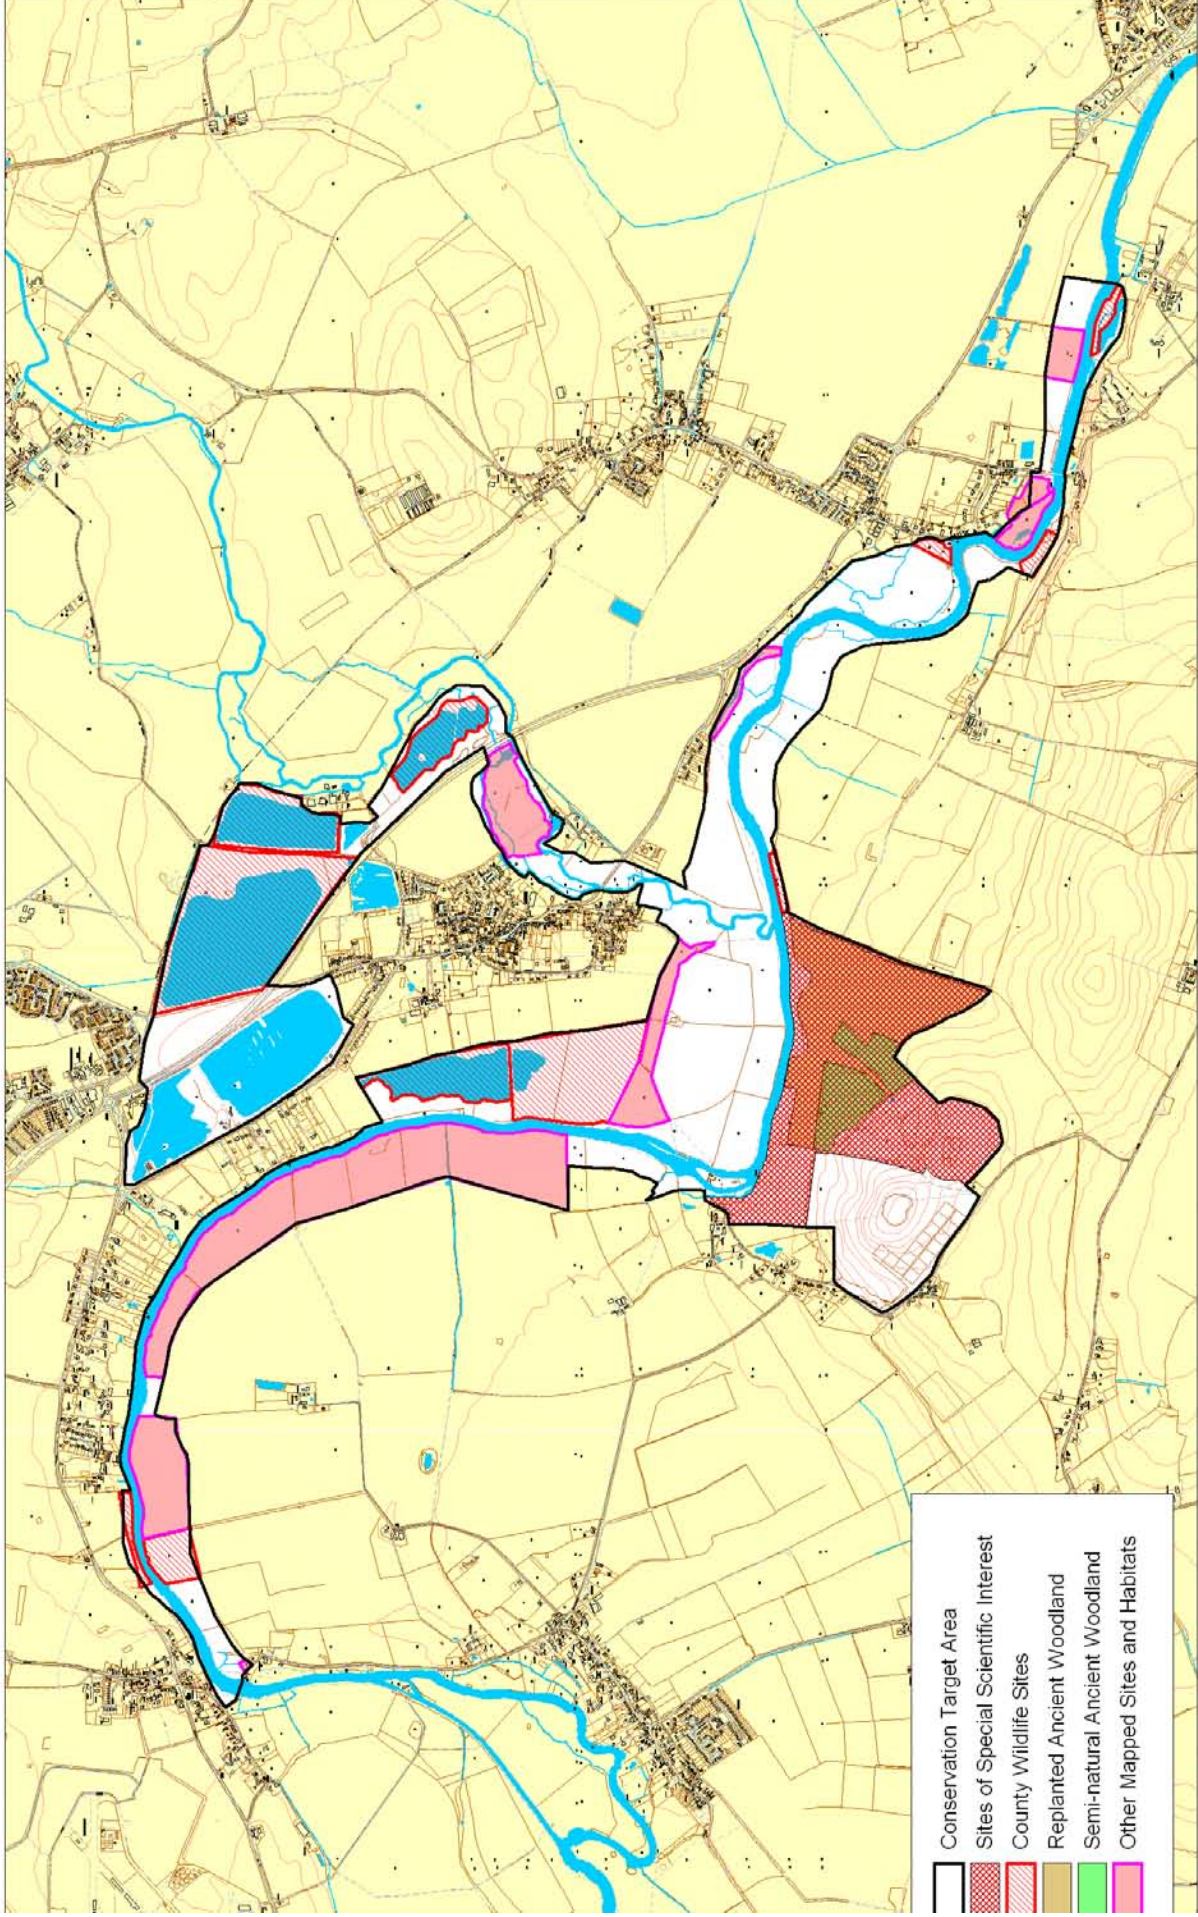 Conservation Target Area
Sites of Special Scientific Interest
County Wildlife Sites
Replanted Ancient Woodland
Semi-natural Ancient Woodland
Other Mapped Sites and Habitats